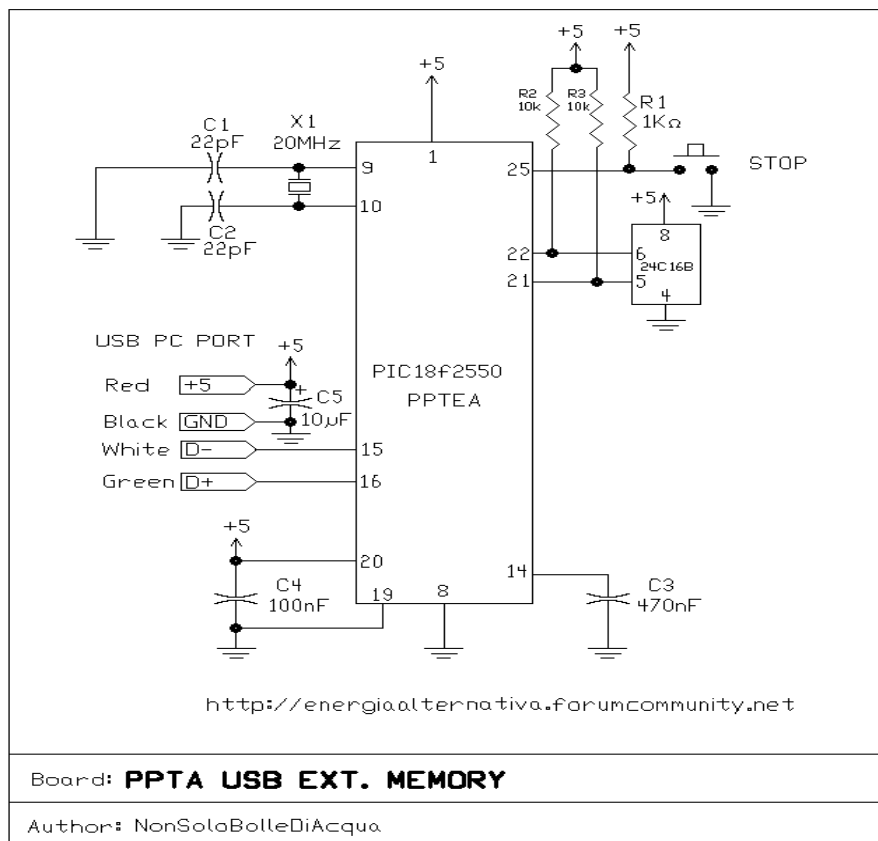 +5
+5
+5
R2
10k
R3
10k
R1
1KΩ
C1
22pF
X1
20MHz
9
1
25
STOP
10
C2
22pF
+5
8
22
6
24C16B
21
5
4
USB PC PORT
+5
PIC18f2550
PPTEA
Red
+5
+
C5
10µF
Black
GND
White
D-
15
Green
D+
16
+5
20
14
C4
100nF
19
8
C3
470nF
http://energiaalternativa.forumcommunity.net
Board: PPTA USB EXT. MEMORY
Author: NonSoloBolleDiAcqua